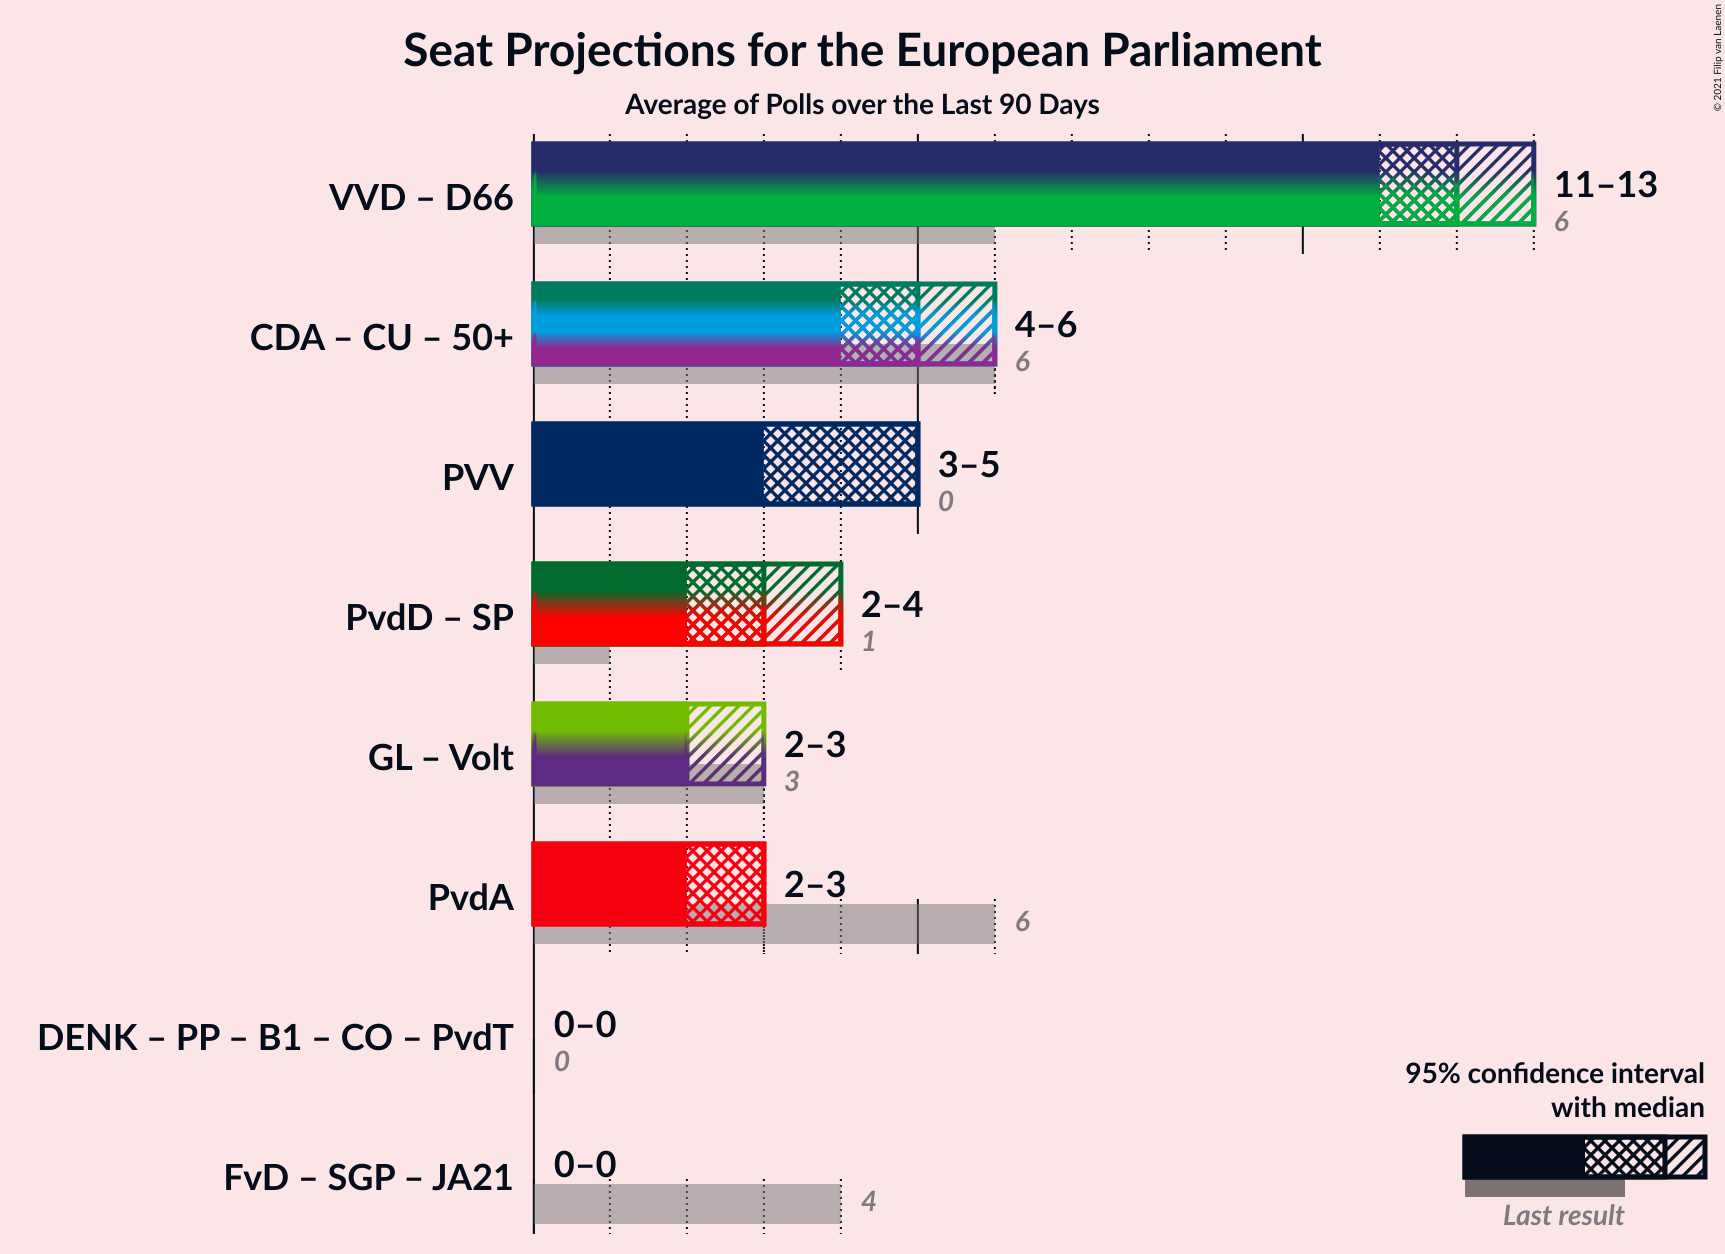 Seat Projections for the European Parliament
Average of Polls over the Last 90 Days
© 2021 Filip van Laenen
VVD – D66
11–13
6
CDA – CU – 50+
4–6
6
PVV
3–5
0
PvdD – SP
2–4
1
GL – Volt
2–3
3
PvdA
2–3
6
DENK – PP – B1 – CO – PvdT
0–0
0
FvD – SGP – JA21
0–0
4
95% confidence interval
with median
Last result